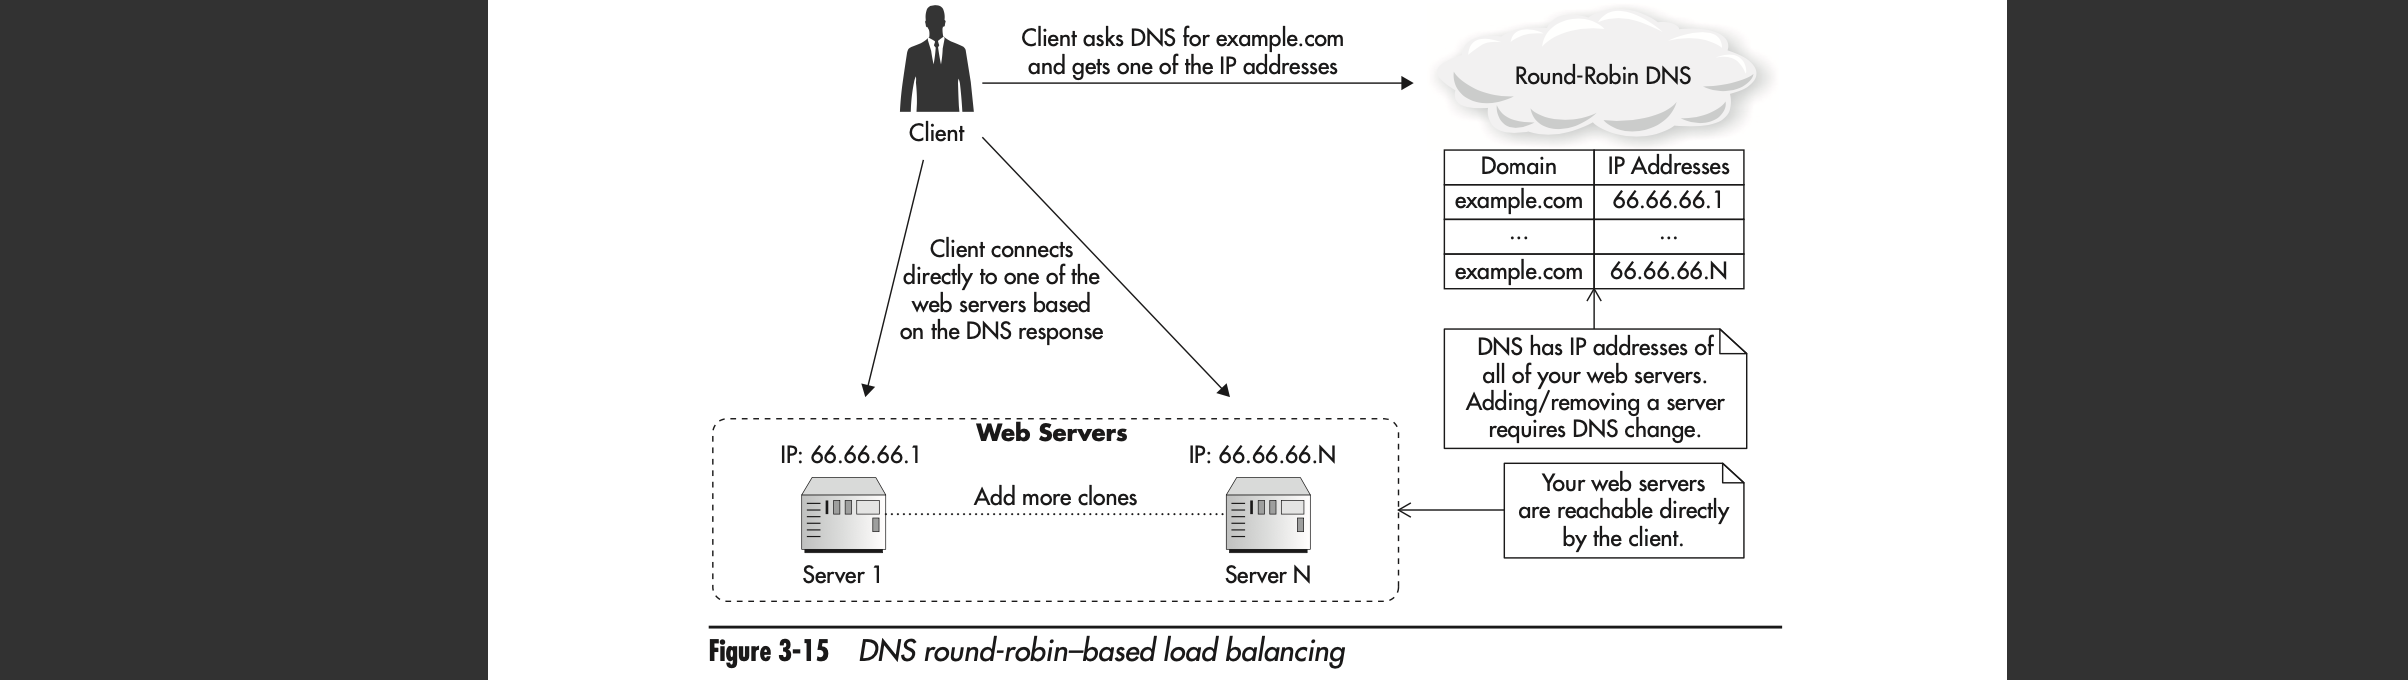 Client asks DNS for example.com
and gets one of the IP addresses
Round-Robin DNS
Client
Domain IP Addresses
example.com 66.66.66.1
... ...
example.com 66.66.66.N
Client connects
directly to one of the
web servers based
on the DNS response
DNS has IP addresses of
all of your web servers.
Adding/removing a server
requires DNS change.
Web Servers
IP: 66.66.66.1
IP: 66.66.66.N
Add more clones
Server 1
Server N
Your web servers
are reachable directly
by the client.
Figure 3-15 DNS round-robin–based load balancing